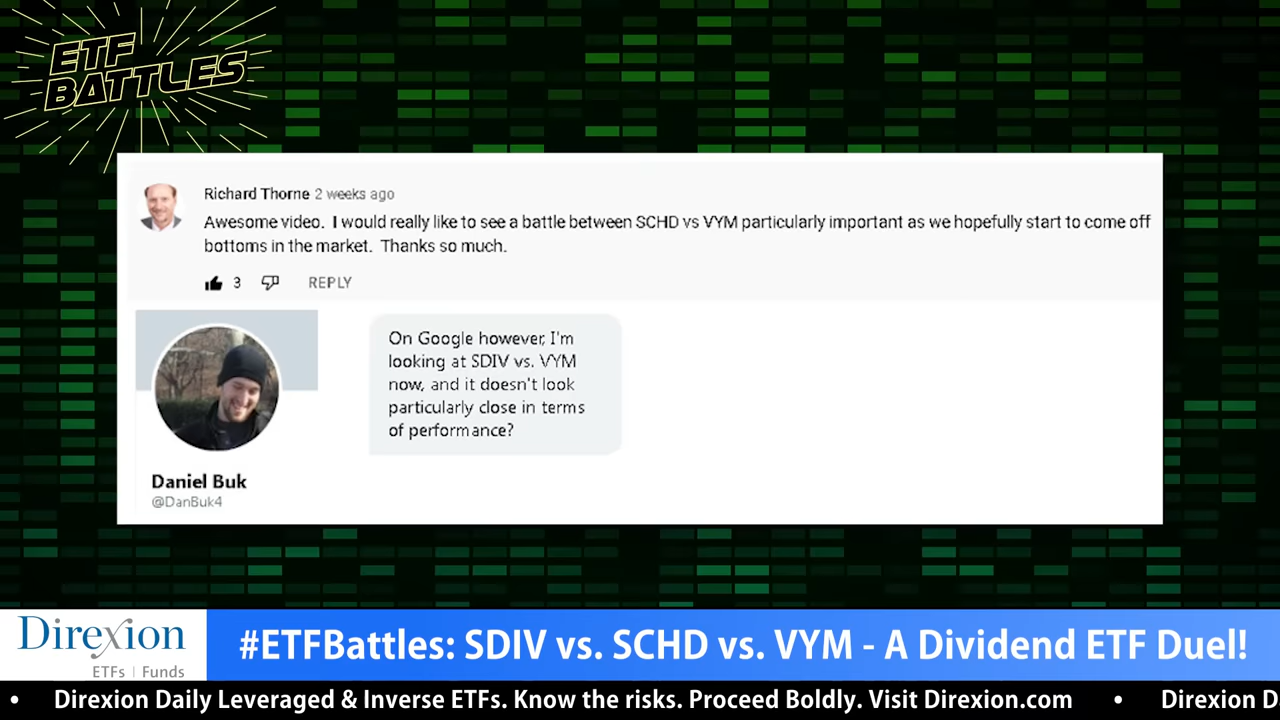 ETF
BATTLES
Richard Thorne 2 weeks ago
Awesome video. I would really like to see a battle between SCHD vs VYM particularly important as we hopefully start to come off
bottoms in the market. Thanks so much.
3 REPLY
On Google however, I'm
looking at SDIV vs. VYM
now, and it doesn't look
particularly close in terms
of performance?
Daniel Buk
@DanBuk4
Direxion
ETFs | Funds
#ETFBattles: SDIV vs. SCHD vs. VYM - A Dividend ETF Duel!
• Direxion Daily Leveraged & Inverse ETFs. Know the risks. Proceed Boldly. Visit Direxion.com • Direxion D